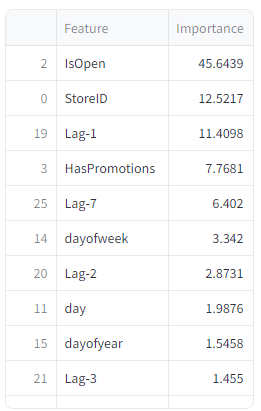 Feature Importance
2 IsOpen 45.6439
0 StoreID 12.5217
19 Lag-1 11.4098
3 HasPromotions 7.7681
25 Lag-7 6.402
14 dayofweek 3.342
20 Lag-2 2.8731
11 day 1.9876
15 dayofyear 1.5458
21 Lag-3 1.455